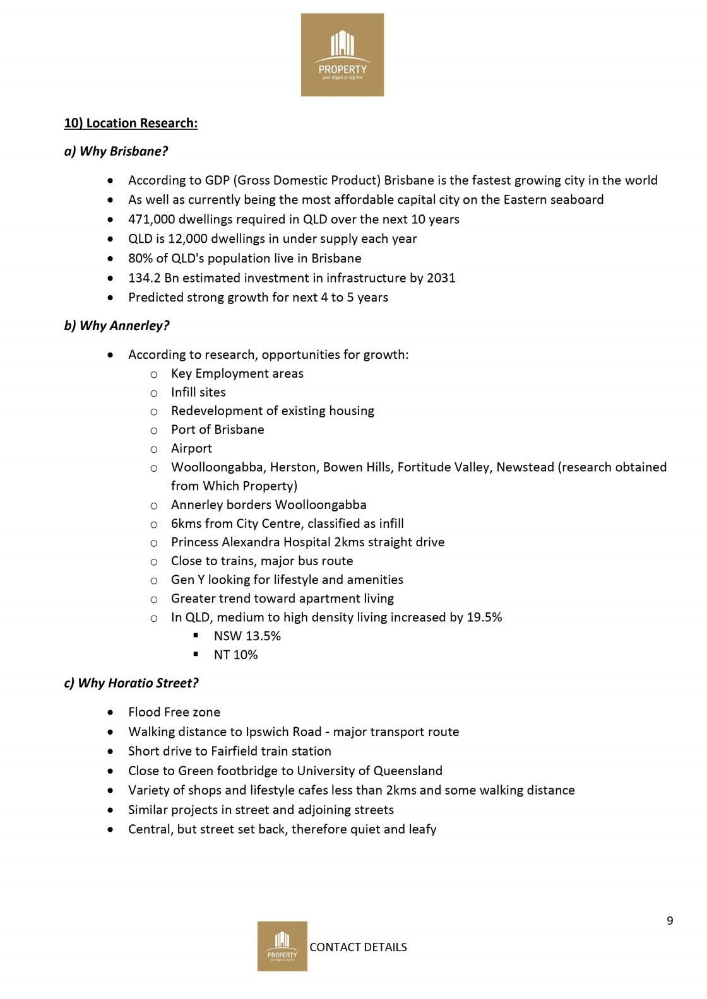 PROPERTY
your slogan or tag line
10) Location Research:
a) Why Brisbane?
• According to GDP (Gross Domestic Product) Brisbane is the fastest growing city in the world
• As well as currently being the most affordable capital city on the Eastern seaboard
• 471,000 dwellings required in QLD over the next 10 years
• QLD is 12,000 dwellings in under supply each year
• 80% of QLD's population live in Brisbane
• 134.2 Bn estimated investment in infrastructure by 2031
• Predicted strong growth for next 4 to 5 years
b) Why Annerley?
• According to research, opportunities for growth:
o Key Employment areas
o Infill sites
o Redevelopment of existing housing
o Port of Brisbane
o Airport
o Woolloongabba, Herston, Bowen Hills, Fortitude Valley, Newstead (research obtained
from Which Property)
o Annerley borders Woolloongabba
o 6kms from City Centre, classified as infill
o Princess Alexandra Hospital 2kms straight drive
o Close to trains, major bus route
o Gen Y looking for lifestyle and amenities
o Greater trend toward apartment living
o In QLD, medium to high density living increased by 19.5%
▪ NSW 13.5%
▪ NT 10%
c) Why Horatio Street?
• Flood Free zone
• Walking distance to Ipswich Road - major transport route
• Short drive to Fairfield train station
• Close to Green footbridge to University of Queensland
• Variety of shops and lifestyle cafes less than 2kms and some walking distance
• Similar projects in street and adjoining streets
• Central, but street set back, therefore quiet and leafy
9
PROPERTY
your slogan or tag line
CONTACT DETAILS